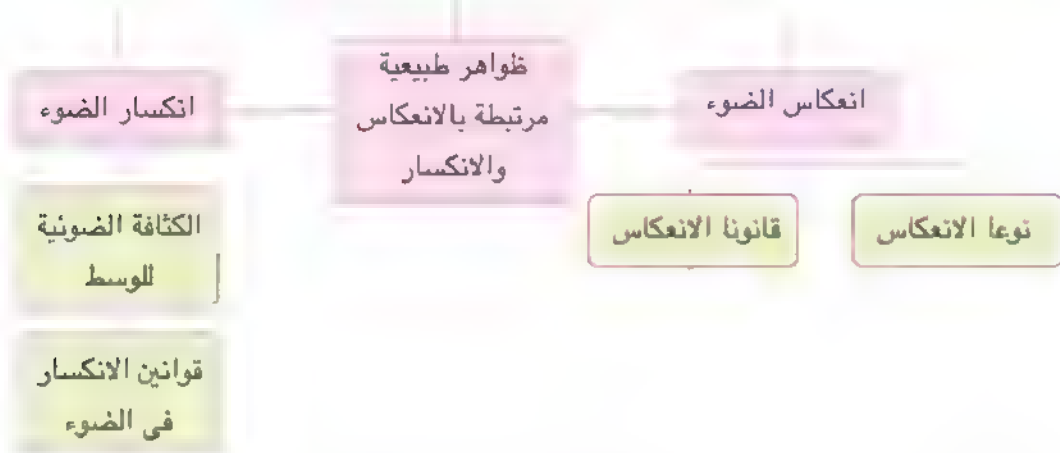 انعكاس الضوء
ظواهر طبيعية
مرتبطة بالانعكاس
والانكسار
انكسار الضوء
نوعا الانعكاس
قانونا الانعكاس
الكثافة الضوئية
للوسط
قوانين الانكسار
فى الضوء